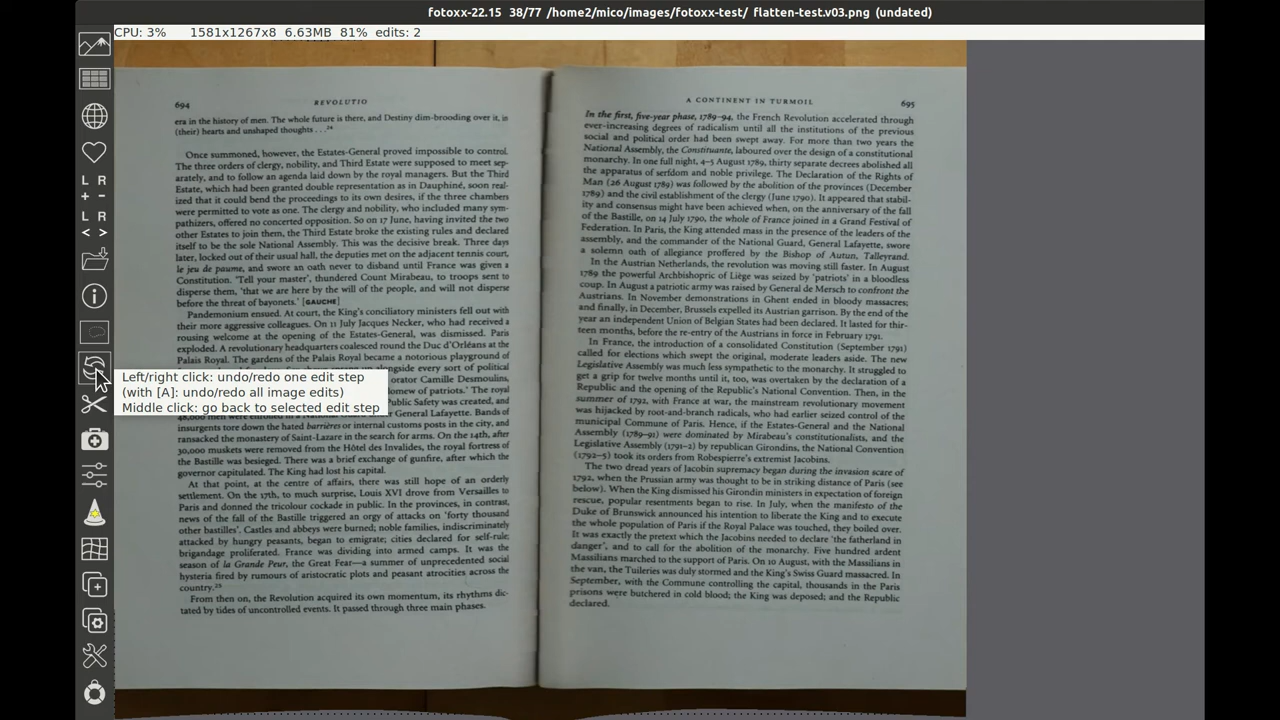 fotoxx-22.15 38/77 /home2/mico/images/fotoxx-test/ flatten-test.v03.png (undated)
CPU: 3% 1581x1267x8 6.63MB 81% edits: 2
L R
+ -
L R
< >
Left/right click: undo/redo one edit step
(with [A]: undo/redo all image edits)
Middle click: go back to selected edit step
694 REVOLUTIO
era in the history of men. The whole future is there, and Destiny dim-brooding over it, in
(their) hearts and unshaped thoughts . . .²⁴
Once summoned, however, the Estates-General proved impossible to control.
The three orders of clergy, nobility, and Third Estate were supposed to meet sep-
arately, and to follow an agenda laid down by the royal managers. But the Third
Estate, which had been granted double representation as in Dauphiné, soon real-
ized that it could bend the proceedings to its own desires, if the three chambers
were permitted to vote as one. The clergy and nobility, who included many sym-
pathizers, offered no concerted opposition. So on 17 June, having invited the two
other Estates to join them, the Third Estate broke the existing rules and declared
itself to be the sole National Assembly. This was the decisive break. Three days
later, locked out of their usual hall, the deputies met on the adjacent tennis court,
le jeu de paume, and swore an oath never to disband until France was given a
Constitution. 'Tell your master', thundered Count Mirabeau, to troops sent to
disperse them, 'that we are here by the will of the people, and will not disperse
before the threat of bayonets.' [GAUCHE]
Pandemonium ensued. At court, the King's conciliatory ministers fell out with
their more aggressive colleagues. On 11 July Jacques Necker, who had received a
rousing welcome at the opening of the Estates-General, was dismissed. Paris
exploded. A revolutionary headquarters coalesced round the Duc d'Orléans at the
Palais Royal. The gardens of the Palais Royal became a notorious playground of
alongside every sort of political
orator Camille Desmoulins,
omew of patriots.' The royal
Public Safety was created, and
48,000 men were General Lafayette. Bands of
insurgents tore down the hated barrières or internal customs posts in the city, and
ransacked the monastery of Saint-Lazare in the search for arms. On the 14th, after
30,000 muskets were removed from the Hôtel des Invalides, the royal fortress of
the Bastille was besieged. There was a brief exchange of gunfire, after which the
governor capitulated. The King had lost his capital.
At that point, at the centre of affairs, there was still hope of an orderly
settlement. On the 17th, to much surprise, Louis XVI drove from Versailles to
Paris and donned the tricolour cockade in public. In the provinces, in contrast,
news of the fall of the Bastille triggered an orgy of attacks on 'forty thousand
other bastilles'. Castles and abbeys were burned; noble families, indiscriminately
attacked by hungry peasants, began to emigrate; cities declared for self-rule;
brigandage proliferated. France was dividing into armed camps. It was the
season of la Grande Peur, the Great Fear—a summer of unprecedented social
hysteria fired by rumours of aristocratic plots and peasant atrocities across the
country.²⁵
From then on, the Revolution acquired its own momentum, its rhythms dic-
tated by tides of uncontrolled events. It passed through three main phases.
A CONTINENT IN TURMOIL 695
In the first, five-year phase, 1789–94, the French Revolution accelerated through
ever-increasing degrees of radicalism until all the institutions of the previous
social and political order had been swept away. For more than two years the
National Assembly, the Constituante, laboured over the design of a constitutional
monarchy. In one full night, 4–5 August 1789, thirty separate decrees abolished all
the apparatus of serfdom and noble privilege. The Declaration of the Rights of
Man (26 August 1789) was followed by the abolition of the provinces (December
1789) and the civil establishment of the clergy (June 1790). It appeared that stabil-
ity and consensus might have been achieved when, on the anniversary of the fall
of the Bastille, on 14 July 1790, the whole of France joined in a Grand Festival of
Federation. In Paris, the King attended mass in the presence of the leaders of the
assembly, and the commander of the National Guard, General Lafayette, swore
a solemn oath of allegiance proffered by the Bishop of Autun, Talleyrand.
In the Austrian Netherlands, the revolution was moving still faster. In August
1789 the powerful Archbishopric of Liège was seized by 'patriots' in a bloodless
coup. In August a patriotic army was raised by General de Mersch to confront the
Austrians. In November demonstrations in Ghent ended in bloody massacres;
and finally, in December, Brussels expelled its Austrian garrison. By the end of the
year an independent Union of Belgian States had been declared. It lasted for thir-
teen months, before the re-entry of the Austrians in force in February 1791.
In France, the introduction of a consolidated Constitution (September 1791)
called for elections which swept the original, moderate leaders aside. The new
Legislative Assembly was much less sympathetic to the monarchy. It struggled to
get a grip for twelve months until it, too, was overtaken by the declaration of a
Republic and the opening of the Republic's National Convention. Then, in the
summer of 1792, with France at war, the mainstream revolutionary movement
was hijacked by root-and-branch radicals, who had earlier seized control of the
municipal Commune of Paris. Hence, if the Estates-General and the National
Assembly (1789–91) were dominated by Mirabeau's constitutionalists, and the
Legislative Assembly (1791–2) by republican Girondins, the National Convention
(1792–5) took its orders from Robespierre's extremist Jacobins.
The two dread years of Jacobin supremacy began during the invasion scare of
1792, when the Prussian army was thought to be in striking distance of Paris (see
below). When the King dismissed his Girondin ministers in expectation of foreign
rescue, popular resentments began to rise. In July, when the manifesto of the
Duke of Brunswick announced his intention to liberate the King and to execute
the whole population of Paris if the Royal Palace was touched, they boiled over.
It was exactly the pretext which the Jacobins needed to declare 'the fatherland in
danger', and to call for the abolition of the monarchy. Five hundred ardent
Massilians marched to the support of Paris. On 10 August, with the Massilians in
the van, the Tuileries was duly stormed and the King's Swiss Guard massacred. In
September, with the Commune controlling the capital, thousands in the Paris
prisons were butchered in cold blood; the King was deposed; and the Republic
declared.